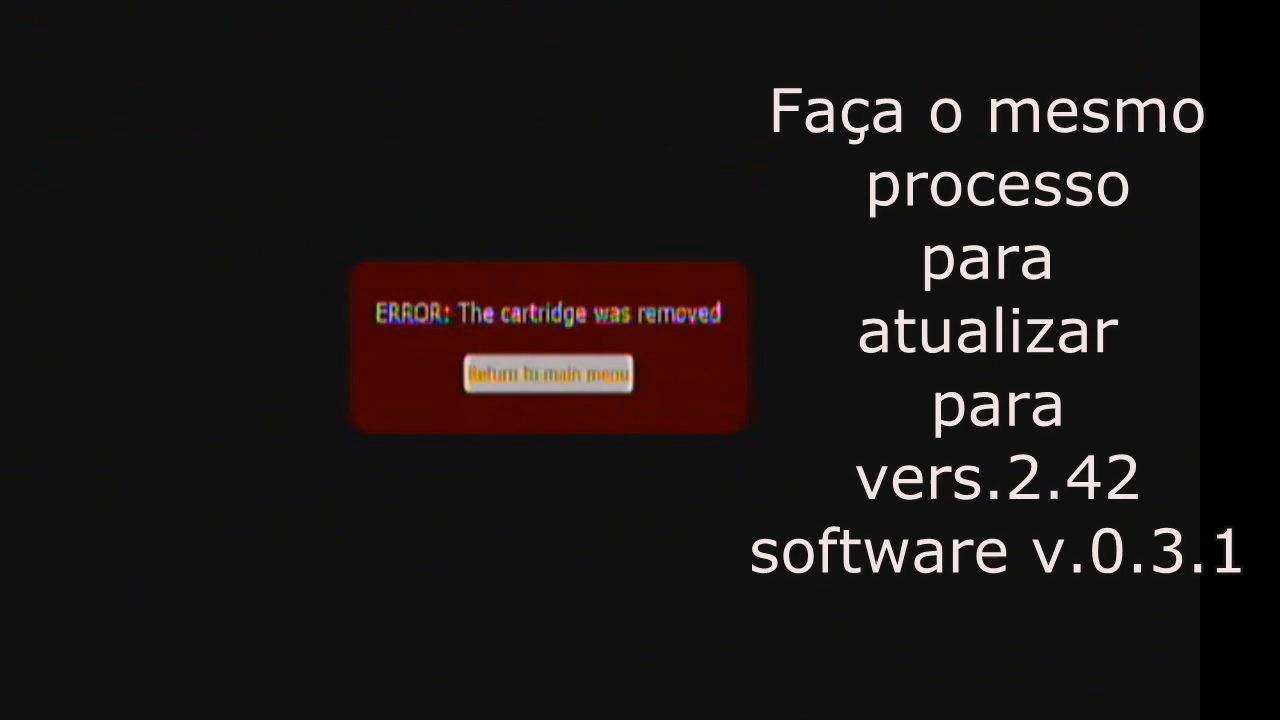 ERROR: The cartridge was removed
Return to main menu
Faça o mesmo
processo
para
atualizar
para
vers.2.42
software v.0.3.1